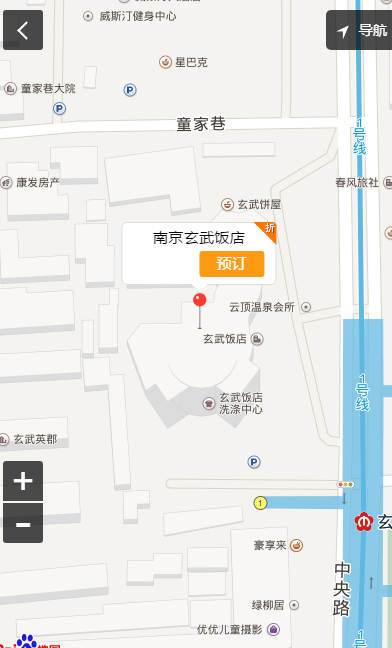 威斯汀健身中心
导航
星巴克
童家巷大院
P
P
童家巷
1号线
康发房产
春风旅社
玄武饼屋
南京玄武饭店
折
预订
云顶温泉会所
玄武饭店
1号线
玄武饭店
洗涤中心
玄武英郡
P
1
玄
豪享来
中央路
绿柳居
优优儿童摄影
1号